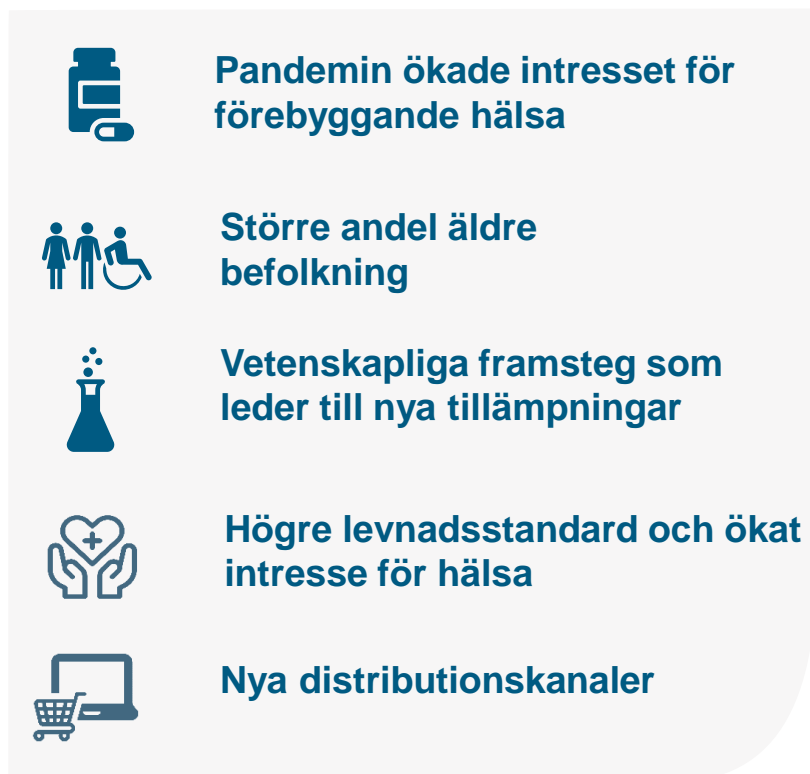 Pandemin ökade intresset för
förebyggande hälsa
Större andel äldre
befolkning
Vetenskapliga framsteg som
leder till nya tillämpningar
Högre levnadsstandard och ökat
intresse för hälsa
Nya distributionskanaler